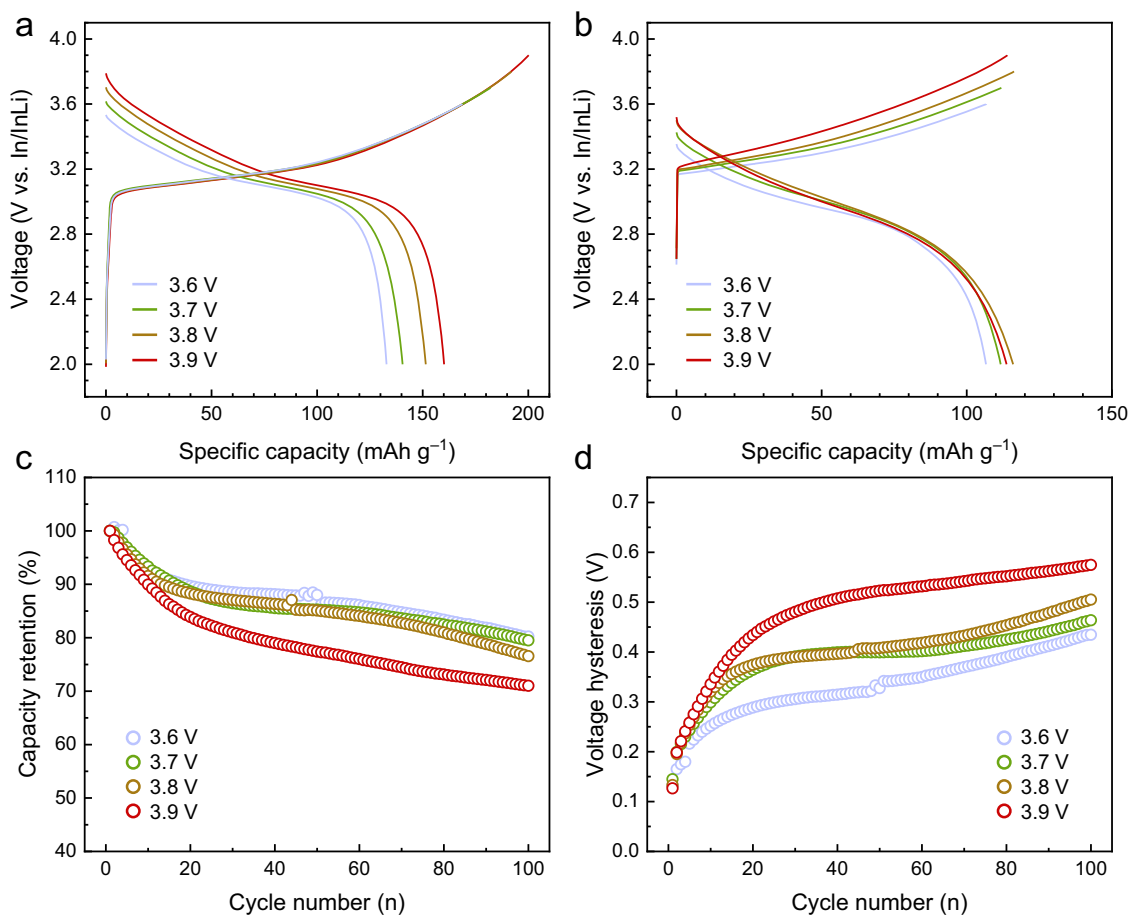 a
4.0
3.6
3.2
2.8
2.4
2.0
Voltage (V vs. In/InLi)
3.6 V
3.7 V
3.8 V
3.9 V
0 50 100 150 200
Specific capacity (mAh g⁻¹)
b
4.0
3.6
3.2
2.8
2.4
2.0
Voltage (V vs. In/InLi)
3.6 V
3.7 V
3.8 V
3.9 V
0 50 100 150
Specific capacity (mAh g⁻¹)
c
110
100
90
80
70
60
50
40
Capacity retention (%)
3.6 V
3.7 V
3.8 V
3.9 V
0 20 40 60 80 100
Cycle number (n)
d
0.7
0.6
0.5
0.4
0.3
0.2
0.1
0.0
Voltage hysteresis (V)
3.6 V
3.7 V
3.8 V
3.9 V
0 20 40 60 80 100
Cycle number (n)